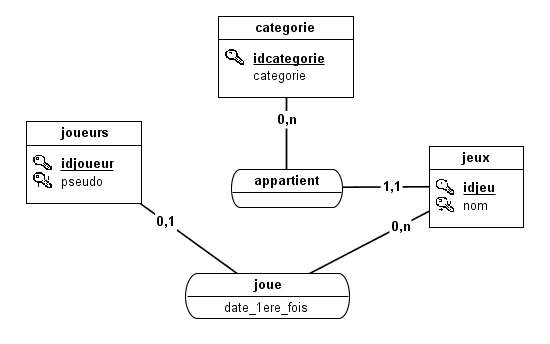 categorie
idcategorie
categorie
0,n
joueurs
idjoueur
pseudo
appartient
1,1
jeux
idjeu
nom
0,1
0,n
joue
date_1ere_fois